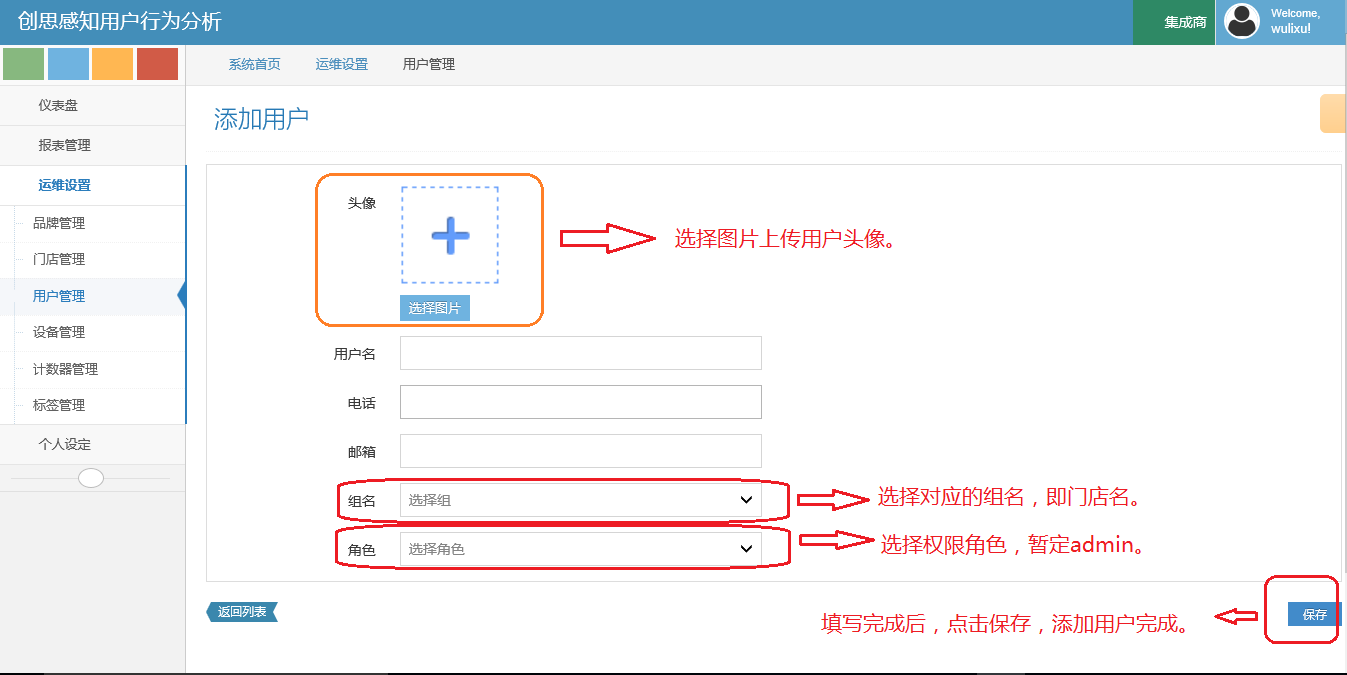 创思感知用户行为分析
集成商
Welcome,
wulixu!
系统首页 运维设置 用户管理
仪表盘
报表管理
运维设置
品牌管理
门店管理
用户管理
设备管理
计数器管理
标签管理
个人设定
添加用户
头像
选择图片
选择图片上传用户头像。
用户名
电话
邮箱
组名 选择组
选择对应的组名，即门店名。
角色 选择角色
选择权限角色，暂定admin。
返回列表
填写完成后，点击保存，添加用户完成。
保存